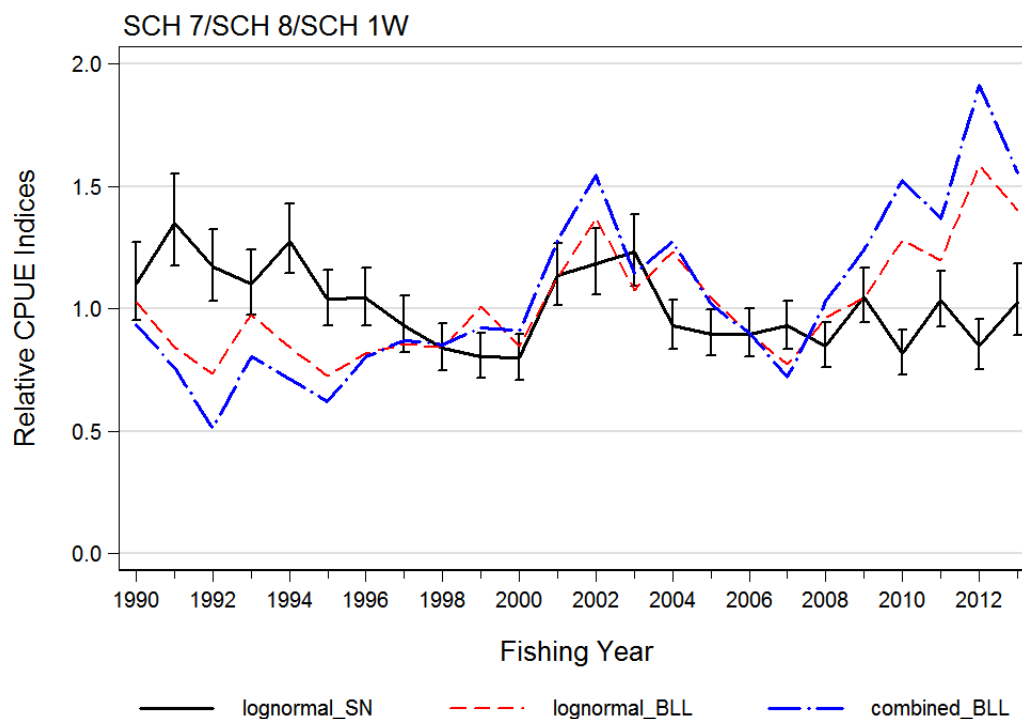 SCH 7/SCH 8/SCH 1W
2.0
1.5
1.0
0.5
0.0
Relative CPUE Indices
1990 1992 1994 1996 1998 2000 2002 2004 2006 2008 2010 2012
Fishing Year
lognormal_SN lognormal_BLL combined_BLL